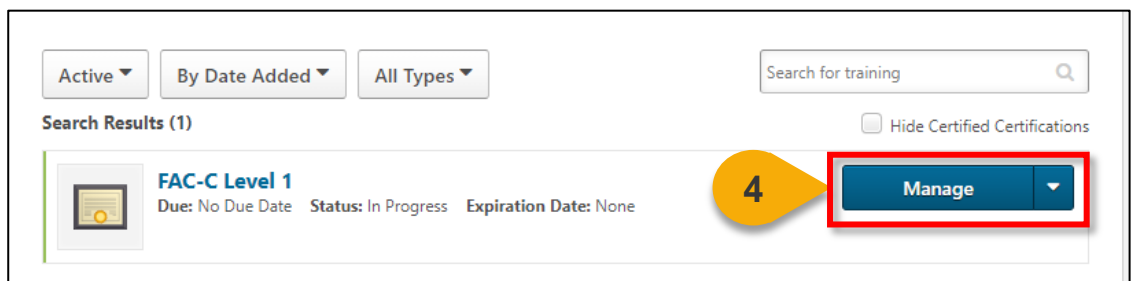 Active By Date Added All Types Search for training
Search Results (1) Hide Certified Certifications
FAC-C Level 1 4 Manage
Due: No Due Date Status: In Progress Expiration Date: None